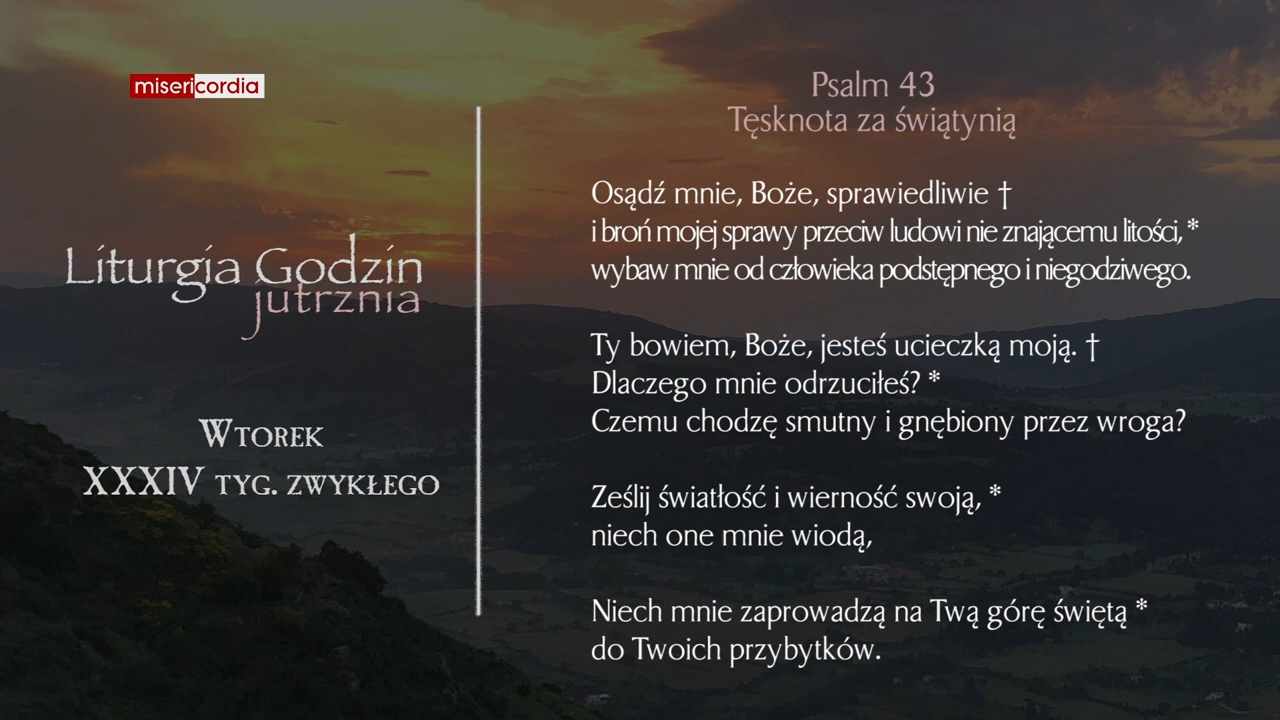 misericordia
Liturgia Godzin
jutrznia
Wtorek
XXXIV tyg. zwykłego
Psalm 43
Tęsknota za świątynią
Osądź mnie, Boże, sprawiedliwie †
i broń mojej sprawy przeciw ludowi nie znającemu litości, *
wybaw mnie od człowieka podstępnego i niegodziwego.
Ty bowiem, Boże, jesteś ucieczką moją. †
Dlaczego mnie odrzuciłeś? *
Czemu chodzę smutny i gnębiony przez wroga?
Ześlij światłość i wierność swoją, *
niech one mnie wiodą,
Niech mnie zaprowadzą na Twą górę świętą *
do Twoich przybytków.